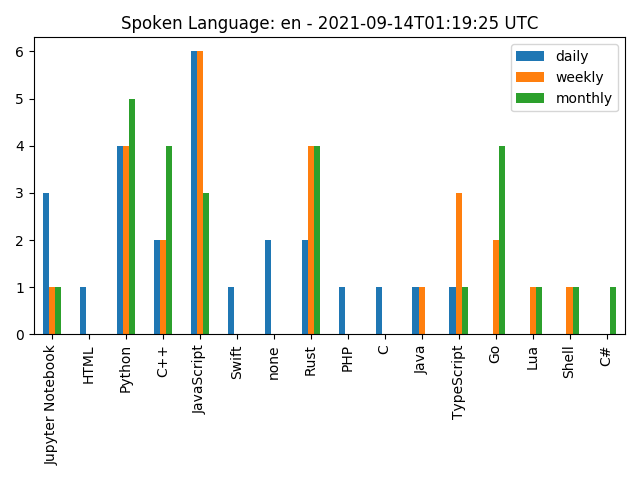 Spoken Language: en - 2021-09-14T01:19:25 UTC
daily
weekly
monthly
6
5
4
3
2
1
0
Jupyter Notebook
HTML
Python
C++
JavaScript
Swift
none
Rust
PHP
C
Java
TypeScript
Go
Lua
Shell
C#